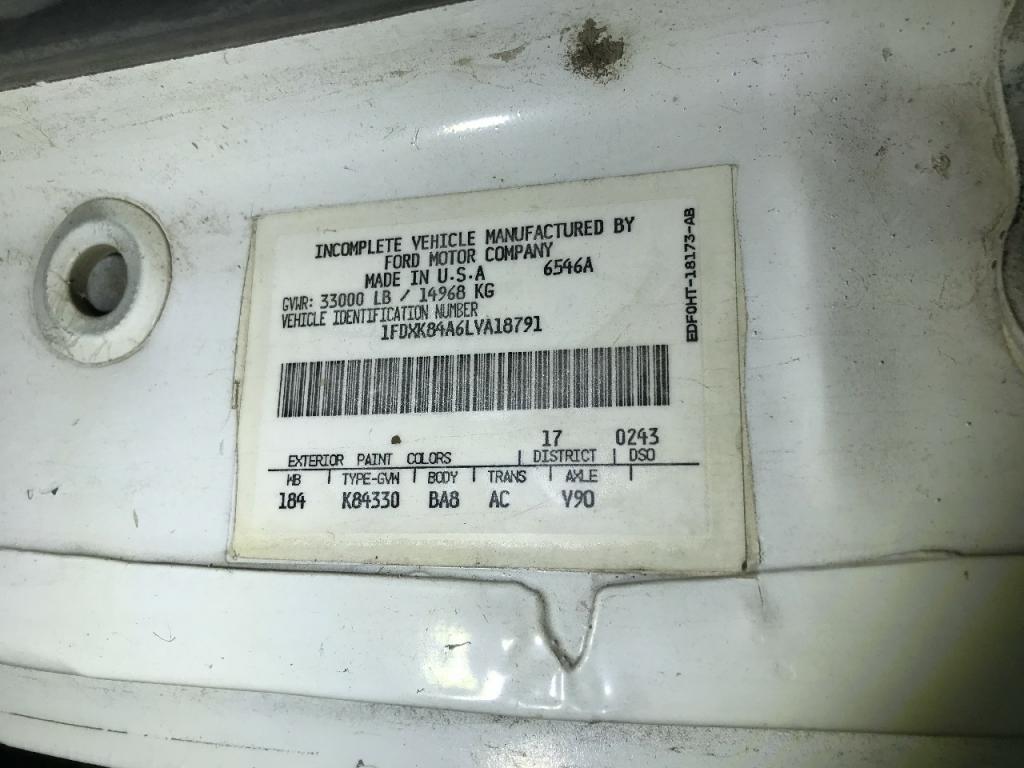 INCOMPLETE VEHICLE MANUFACTURED BY
FORD MOTOR COMPANY
MADE IN U.S.A 6546A
GVWR: 33000 LB / 14968 KG
VEHICLE IDENTIFICATION NUMBER
1FDXK84A6LVA18791
EDF0HT-18173-AB
17 0243
EXTERIOR PAINT COLORS DISTRICT DSO
WB TYPE-GVW BODY TRANS AXLE
184 K84330 BA8 AC Y90